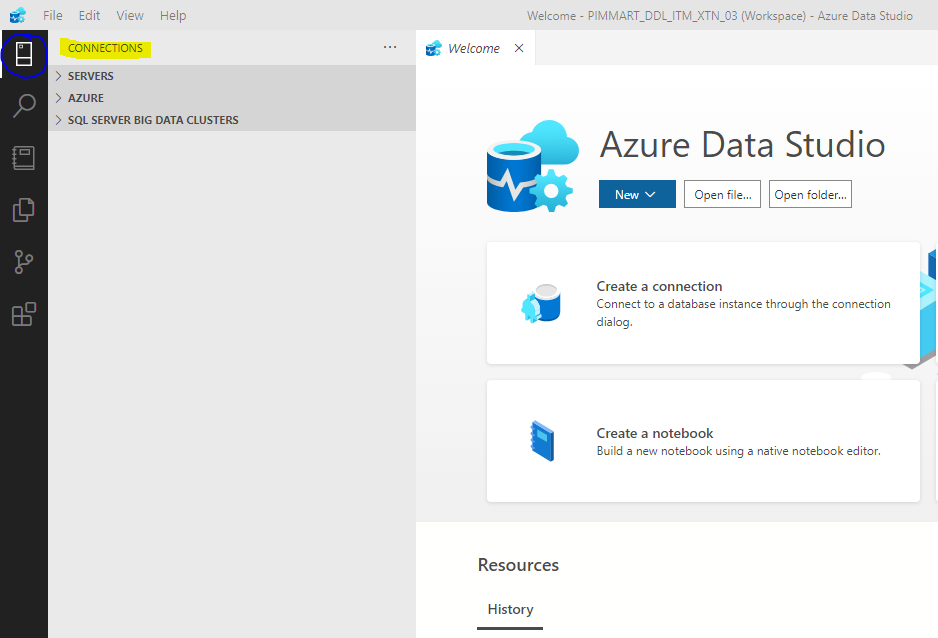 File Edit View Help
Welcome - PIMMART_DDL_ITM_XTN_03 (Workspace) - Azure Data Studio
CONNECTIONS
SERVERS
AZURE
SQL SERVER BIG DATA CLUSTERS
Welcome
Azure Data Studio
New
Open file...
Open folder...
Create a connection
Connect to a database instance through the connection
dialog.
Create a notebook
Build a new notebook using a native notebook editor.
Resources
History